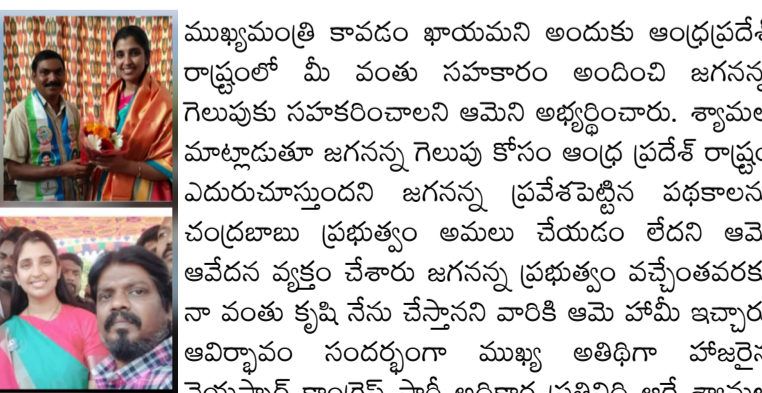 ముఖ్యమంత్రి కావడం ఖాయమని అందుకు ఆంధ్రప్రదేశ్
రాష్ట్రంలో మీ వంతు సహకారం అందించి జగనన్న
గెలుపుకు సహకరించాలని ఆమెని అభ్యర్థించారు. శ్యామల
మాట్లాడుతూ జగనన్న గెలుపు కోసం ఆంధ్ర ప్రదేశ్ రాష్ట్రం
ఎదురుచూస్తుందని జగనన్న ప్రవేశపెట్టిన పథకాలను
చంద్రబాబు ప్రభుత్వం అమలు చేయడం లేదని ఆమె
ఆవేదన వ్యక్తం చేశారు జగనన్న ప్రభుత్వం వచ్చేంతవరకు
నా వంతు కృషి నేను చేస్తానని వారికి ఆమె హామీ ఇచ్చారు
ఆవిర్భావం సందర్భంగా ముఖ్య అతిథిగా హాజరైన